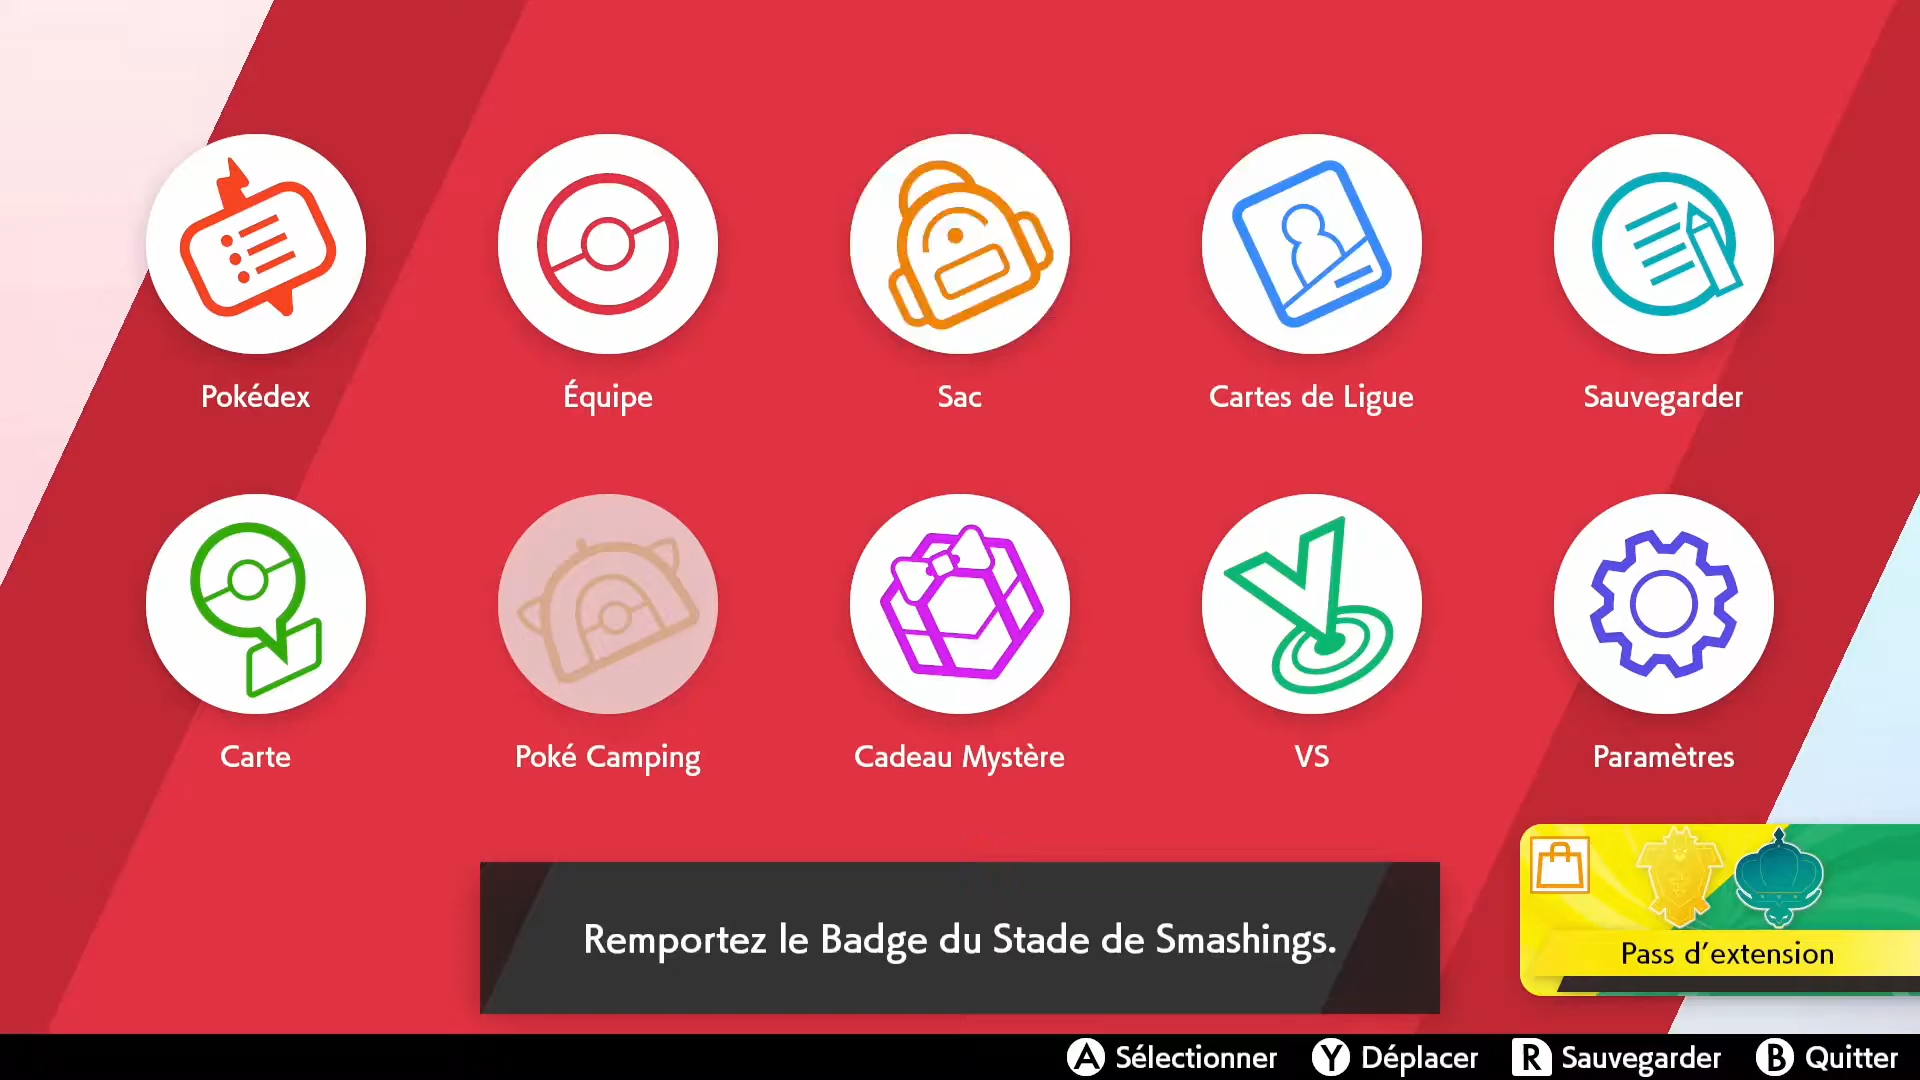 Pokédex
Équipe
Sac
Cartes de Ligue
Sauvegarder
Carte
Poké Camping
Cadeau Mystère
VS
Paramètres
Remportez le Badge du Stade de Smashings.
Pass d'extension
A Sélectionner Y Déplacer R Sauvegarder B Quitter